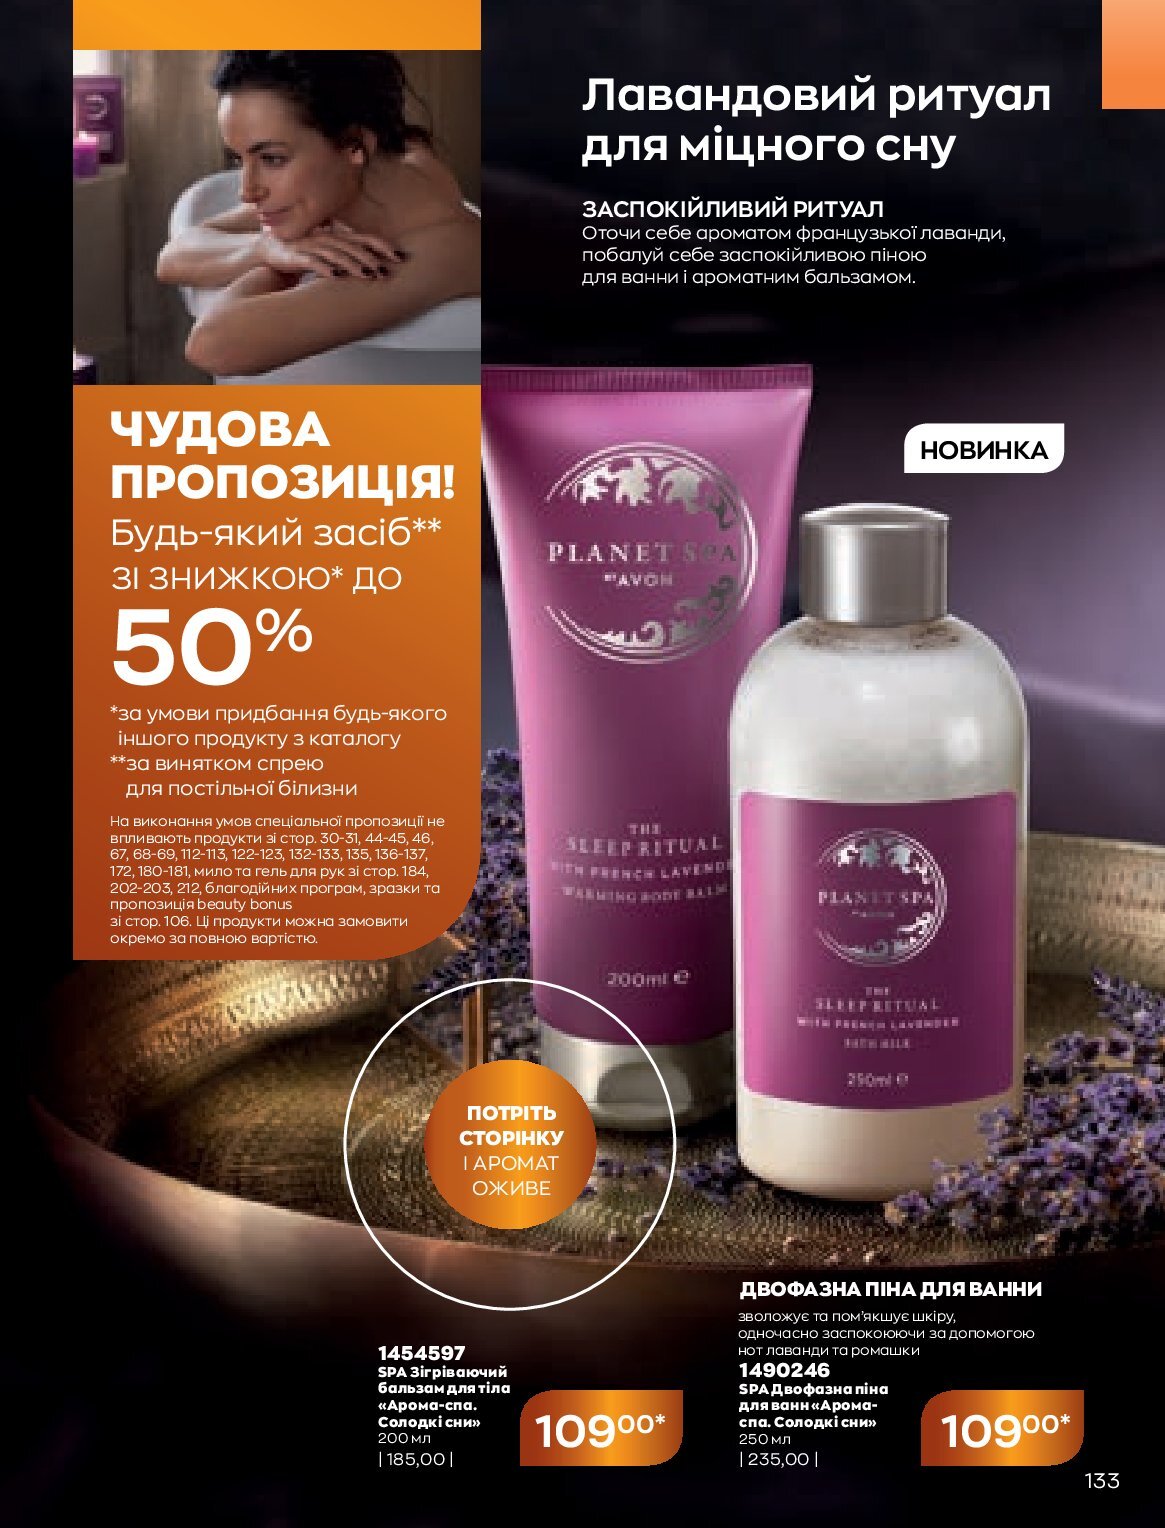 Лавандовий ритуал
для міцного сну
ЗАСПОКІЙЛИВИЙ РИТУАЛ
Оточи себе ароматом французької лаванди,
побалуй себе заспокійливою піною
для ванни і ароматним бальзамом.
ЧУДОВА
ПРОПОЗИЦІЯ!
Будь-який засіб**
ЗІ ЗНИЖКОЮ* ДО
50%
*за умови придбання будь-якого
іншого продукту з каталогу
**за винятком спрею
для постільної білизни
На виконання умов спеціальної пропозиції не
впливають продукти зі стор. 30-31, 44-45, 46,
67, 68-69, 112-113, 122-123, 132-133, 135, 136-137,
172, 180-181, мило та гель для рук зі стор. 184,
202-203, 212, благодійних програм, зразки та
пропозиція beauty bonus
зі стор. 106. Ці продукти можна замовити
окремо за повною вартістю.
НОВИНКА
PLANET SPA
BY AVON
THE
SLEEP RITUAL
WITH FRENCH LAVENDER
WARMING BODY BALM
200ml e
PLANET SPA
BY AVON
THE
SLEEP RITUAL
WITH FRENCH LAVENDER
BATH MILK
250ml e
ПОТРІТЬ
СТОРІНКУ
І АРОМАТ
ОЖИВЕ
1454597
SPA Зігріваючий
бальзам для тіла
«Арома-спа.
Солодкі сни»
200 мл
| 185,00 |
10900*
ДВОФАЗНА ПІНА ДЛЯ ВАННИ
зволожує та пом'якшує шкіру,
одночасно заспокоюючи за допомогою
нот лаванди та ромашки
1490246
SPA Двофазна піна
для ванн «Арома-
спа. Солодкі сни»
250 мл
| 235,00 |
10900*
133